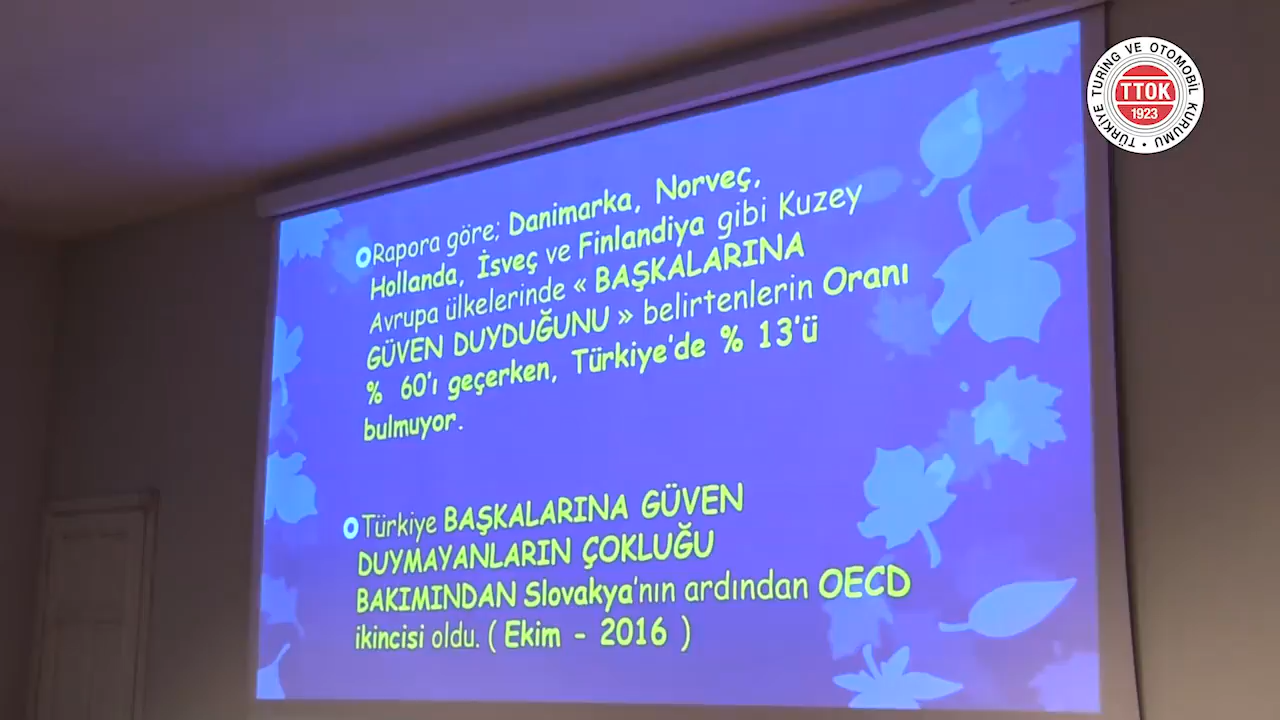 Rapora göre; Danimarka, Norveç,
Hollanda, İsveç ve Finlandiya gibi Kuzey
Avrupa ülkelerinde « BAŞKALARINA
GÜVEN DUYDUĞUNU » belirtenlerin Oranı
% 60'ı geçerken, Türkiye'de % 13'ü
bulmuyor.
Türkiye BAŞKALARINA GÜVEN
DUYMAYANLARIN ÇOKLUĞU
BAKIMINDAN Slovakya'nın ardından OECD
ikincisi oldu. ( Ekim - 2016 )
TÜRKİYE TURİNG VE OTOMOBİL KURUMU
TTOK
1923